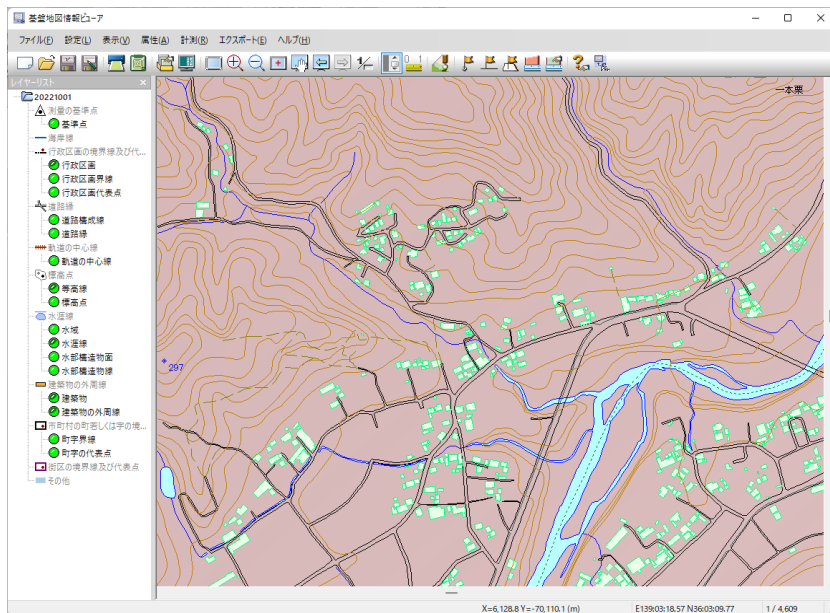 基盤地図情報ビューア
ファイル(F) 設定(L) 表示(V) 属性(A) 計測(R) エクスポート(E) ヘルプ(H)
レイヤーリスト
20221001
測量の基準点
基準点
海岸線
行政区画の境界線及び代...
行政区画
行政区画界線
行政区画代表点
道路縁
道路構成線
道路縁
軌道の中心線
軌道の中心線
標高点
等高線
標高点
水涯線
水域
水涯線
水部構造物面
水部構造物線
建築物の外周線
建築物
建築物の外周線
市町村の町若しくは字の境...
町字界線
町字の代表点
街区の境界線及び代表点
その他
一本栗
297
X=6,128.8 Y=-70,110.1 (m) E139:03:18.57 N36:03:09.77 1 / 4,609